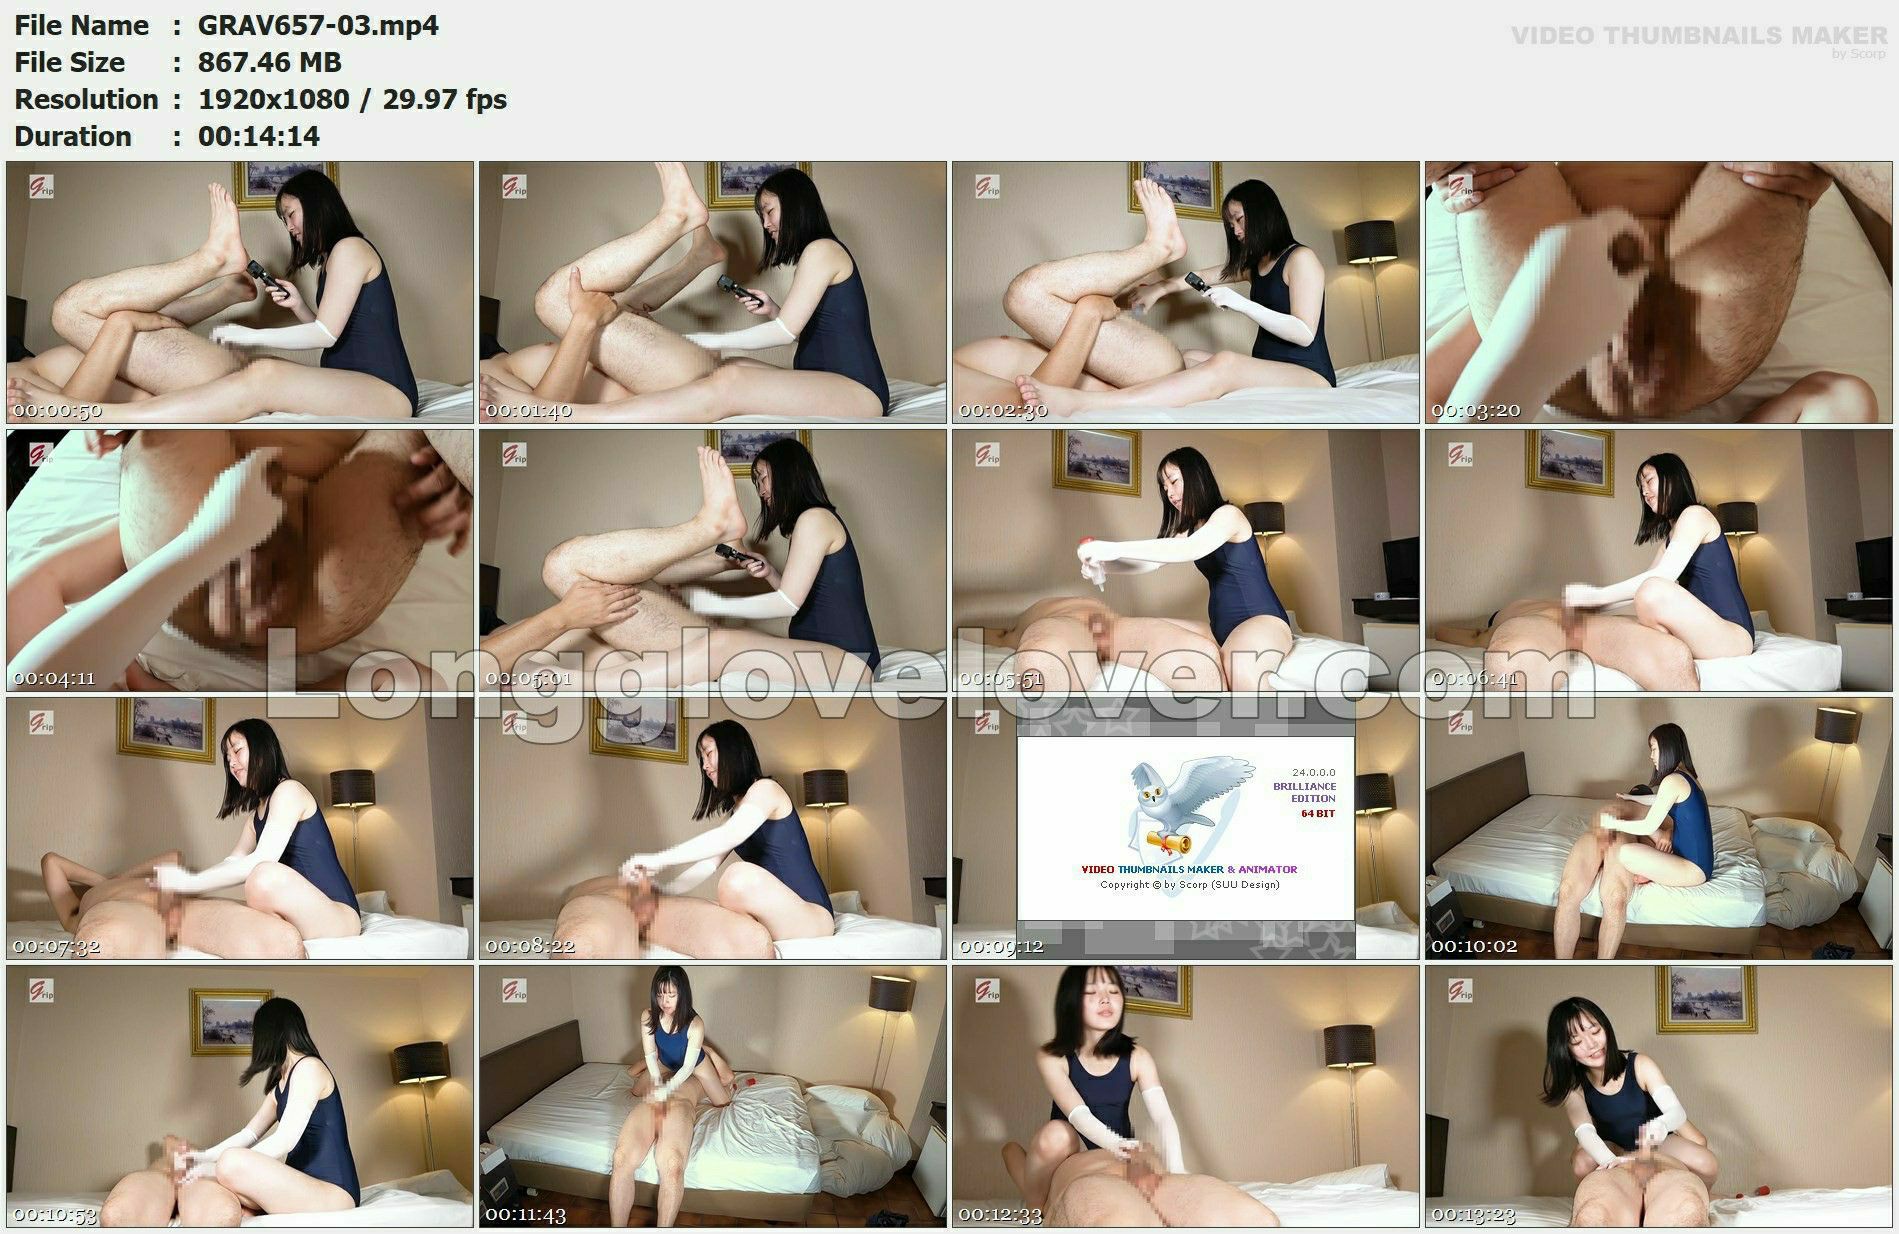 File Name : GRAV657-03.mp4
VIDEO THUMBNAILS MAKER
by Scorp
File Size : 867.46 MB
Resolution : 1920x1080 / 29.97 fps
Duration : 00:14:14
Grip
Grip
Grip
Grip
00:00:50
00:01:40
00:02:30
00:03:20
Grip
Grip
Grip
Grip
00:04:11
00:05:01
00:05:51
00:06:41
Longglovelover.com
Grip
Grip
Grip
Grip
24.0.0.0
BRILLIANCE
EDITION
64 BIT
VIDEO THUMBNAILS MAKER & ANIMATOR
Copyright © by Scorp (SUU Design)
00:07:32
00:08:22
00:09:12
00:10:02
Grip
Grip
Grip
Grip
00:10:53
00:11:43
00:12:33
00:13:23